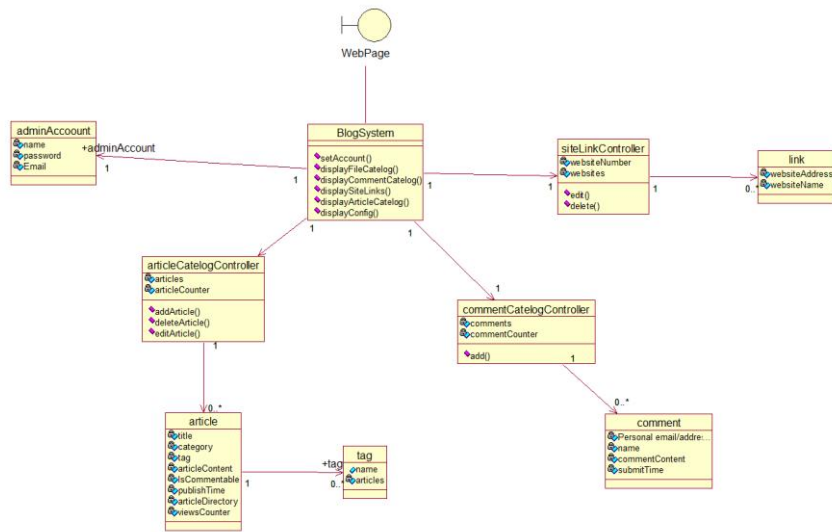 WebPage
BlogSystem
setAccount()
displayFileCatelog()
displayCommentCatelog()
displaySiteLinks()
displayArticleCatelog()
displayConfig()
adminAccoount
name
password
Email
+adminAccount
1
1
1
1
siteLinkController
websiteNumber
websites
edit()
delete()
1
0..*
link
websiteAddress
websiteName
1
1
articleCatelogController
articles
articleCounter
addArticle()
deleteArticle()
editArticle()
1
0..*
1
commentCatelogController
comments
commentCounter
add()
1
0..*
article
title
category
tag
articleContent
IsCommentable
publishTime
articleDirectory
viewsCounter
1
+tag
0..*
tag
name
articles
comment
Personal email/addre...
name
commentContent
submitTime